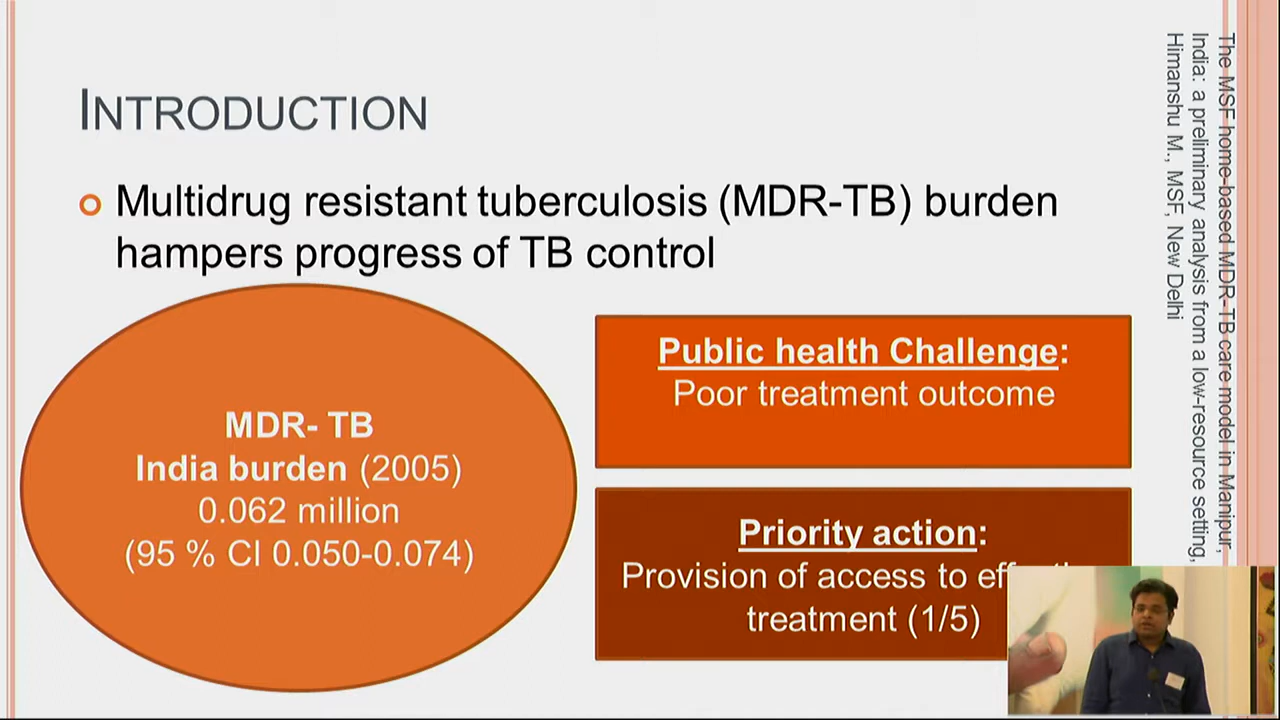 INTRODUCTION
Multidrug resistant tuberculosis (MDR-TB) burden
hampers progress of TB control
MDR- TB
India burden (2005)
0.062 million
(95 % CI 0.050-0.074)
Public health Challenge:
Poor treatment outcome
Priority action:
Provision of access to
treatment (1/5)
The MSF home-based MDR-TB care model in Manipur,
India: a preliminary analysis from a low-resource setting,
Himanshu M., MSF, New Delhi